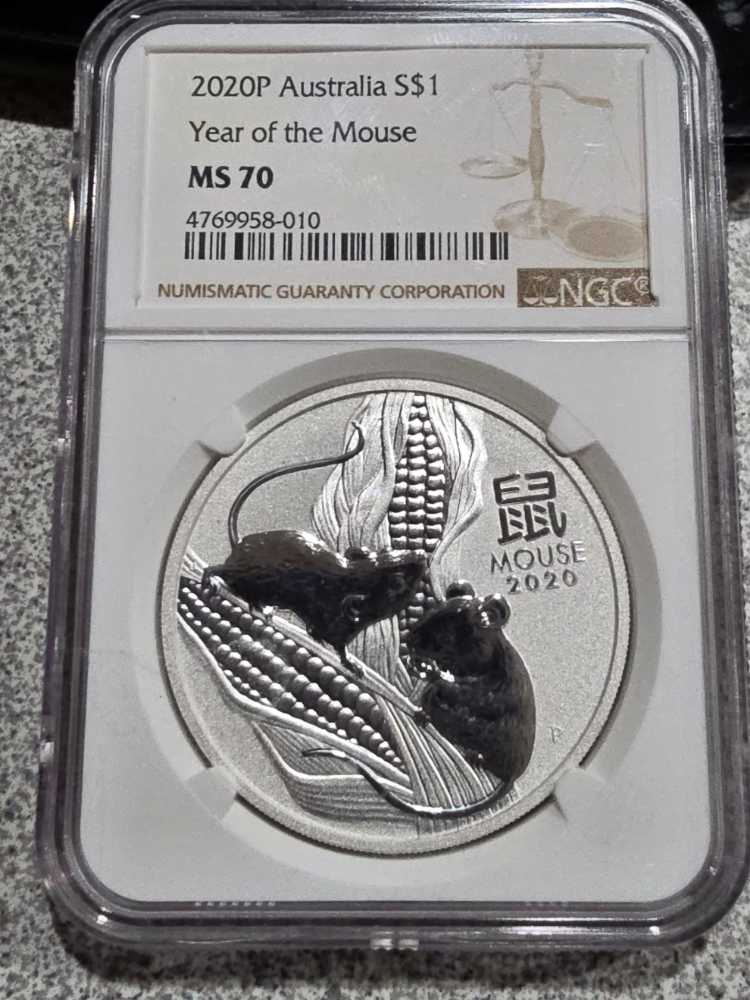 2020P Australia S$1
Year of the Mouse
MS 70
4769958-010
NUMISMATIC GUARANTY CORPORATION NGC®
鼠
MOUSE
2020
P